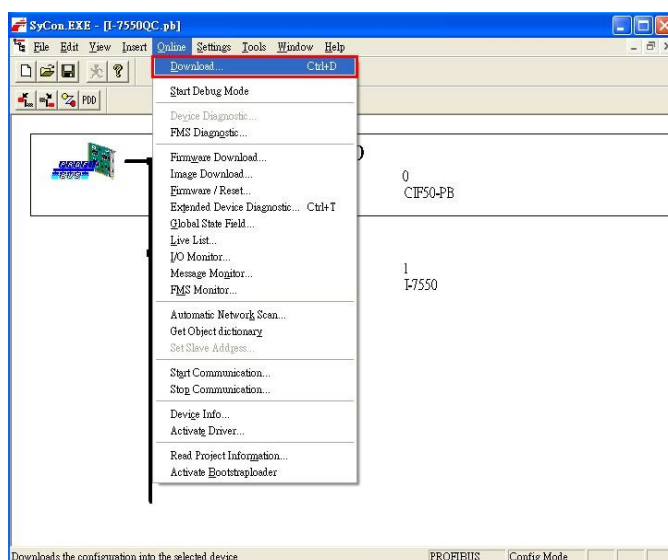 SyCon.EXE - [I-7550QC.pb]
File Edit View Insert Online Settings Tools Window Help
Download... Ctrl+D
Start Debug Mode
PDD
Device Diagnostic...
FMS Diagnostic...
Firmware Download...
Image Download...
Firmware / Reset...
Extended Device Diagnostic... Ctrl+T
Global State Field...
Live List...
I/O Monitor...
Message Monitor...
FMS Monitor...
Automatic Network Scan...
Get Object dictionary
Set Slave Address...
Start Communication...
Stop Communication...
Device Info...
Activate Driver...
Read Project Information...
Activate Bootstraploader
PROFI
BUS
0
CIF50-PB
1
I-7550
Downloads the configuration into the selected device
PROFIBUS
Config Mode